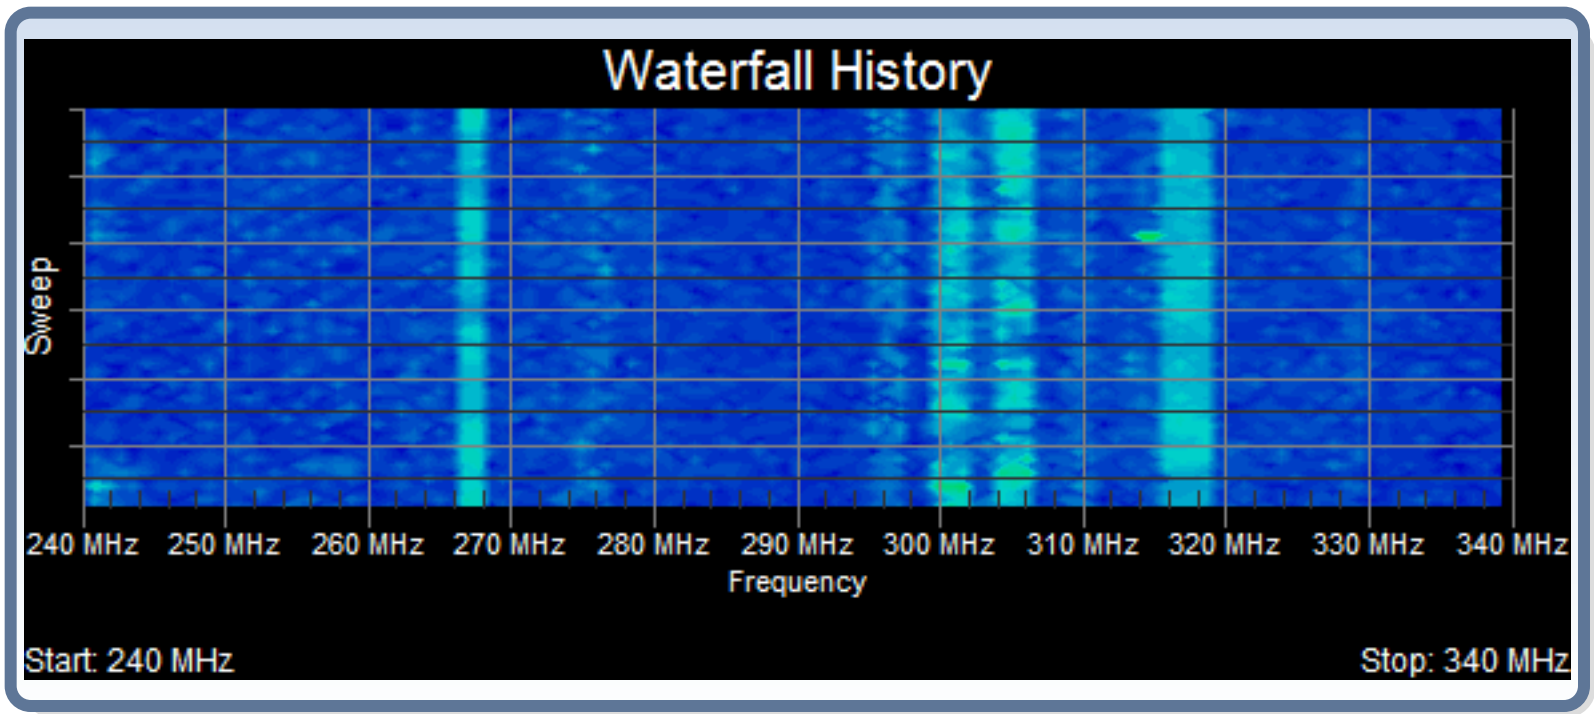 Waterfall History
Sweep
240 MHz 250 MHz 260 MHz 270 MHz 280 MHz 290 MHz 300 MHz 310 MHz 320 MHz 330 MHz 340 MHz
Frequency
Start: 240 MHz Stop: 340 MHz